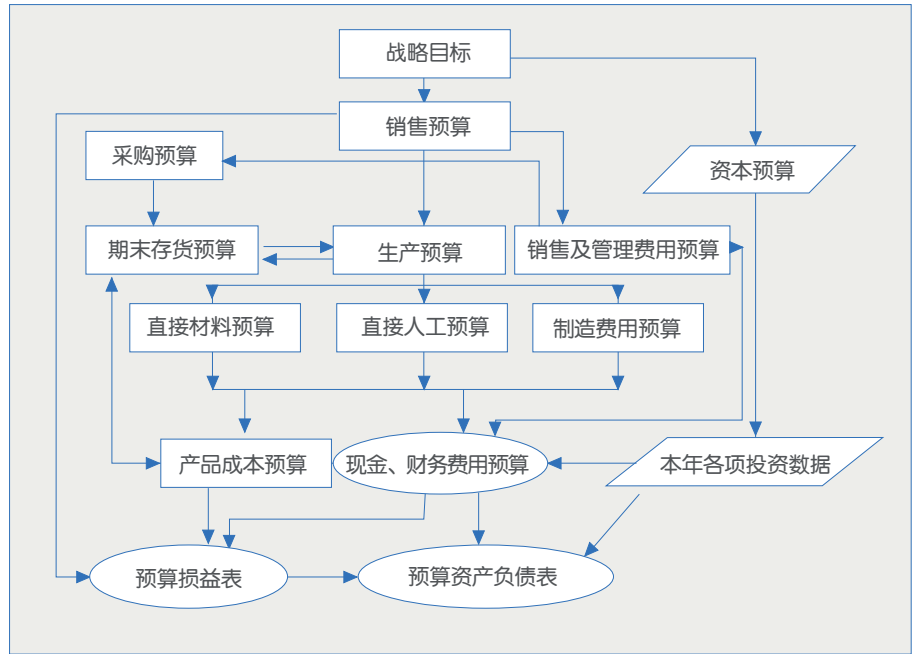 战略目标
销售预算
采购预算
资本预算
期末存货预算
生产预算
销售及管理费用预算
直接材料预算
直接人工预算
制造费用预算
产品成本预算
现金、财务费用预算
本年各项投资数据
预算损益表
预算资产负债表